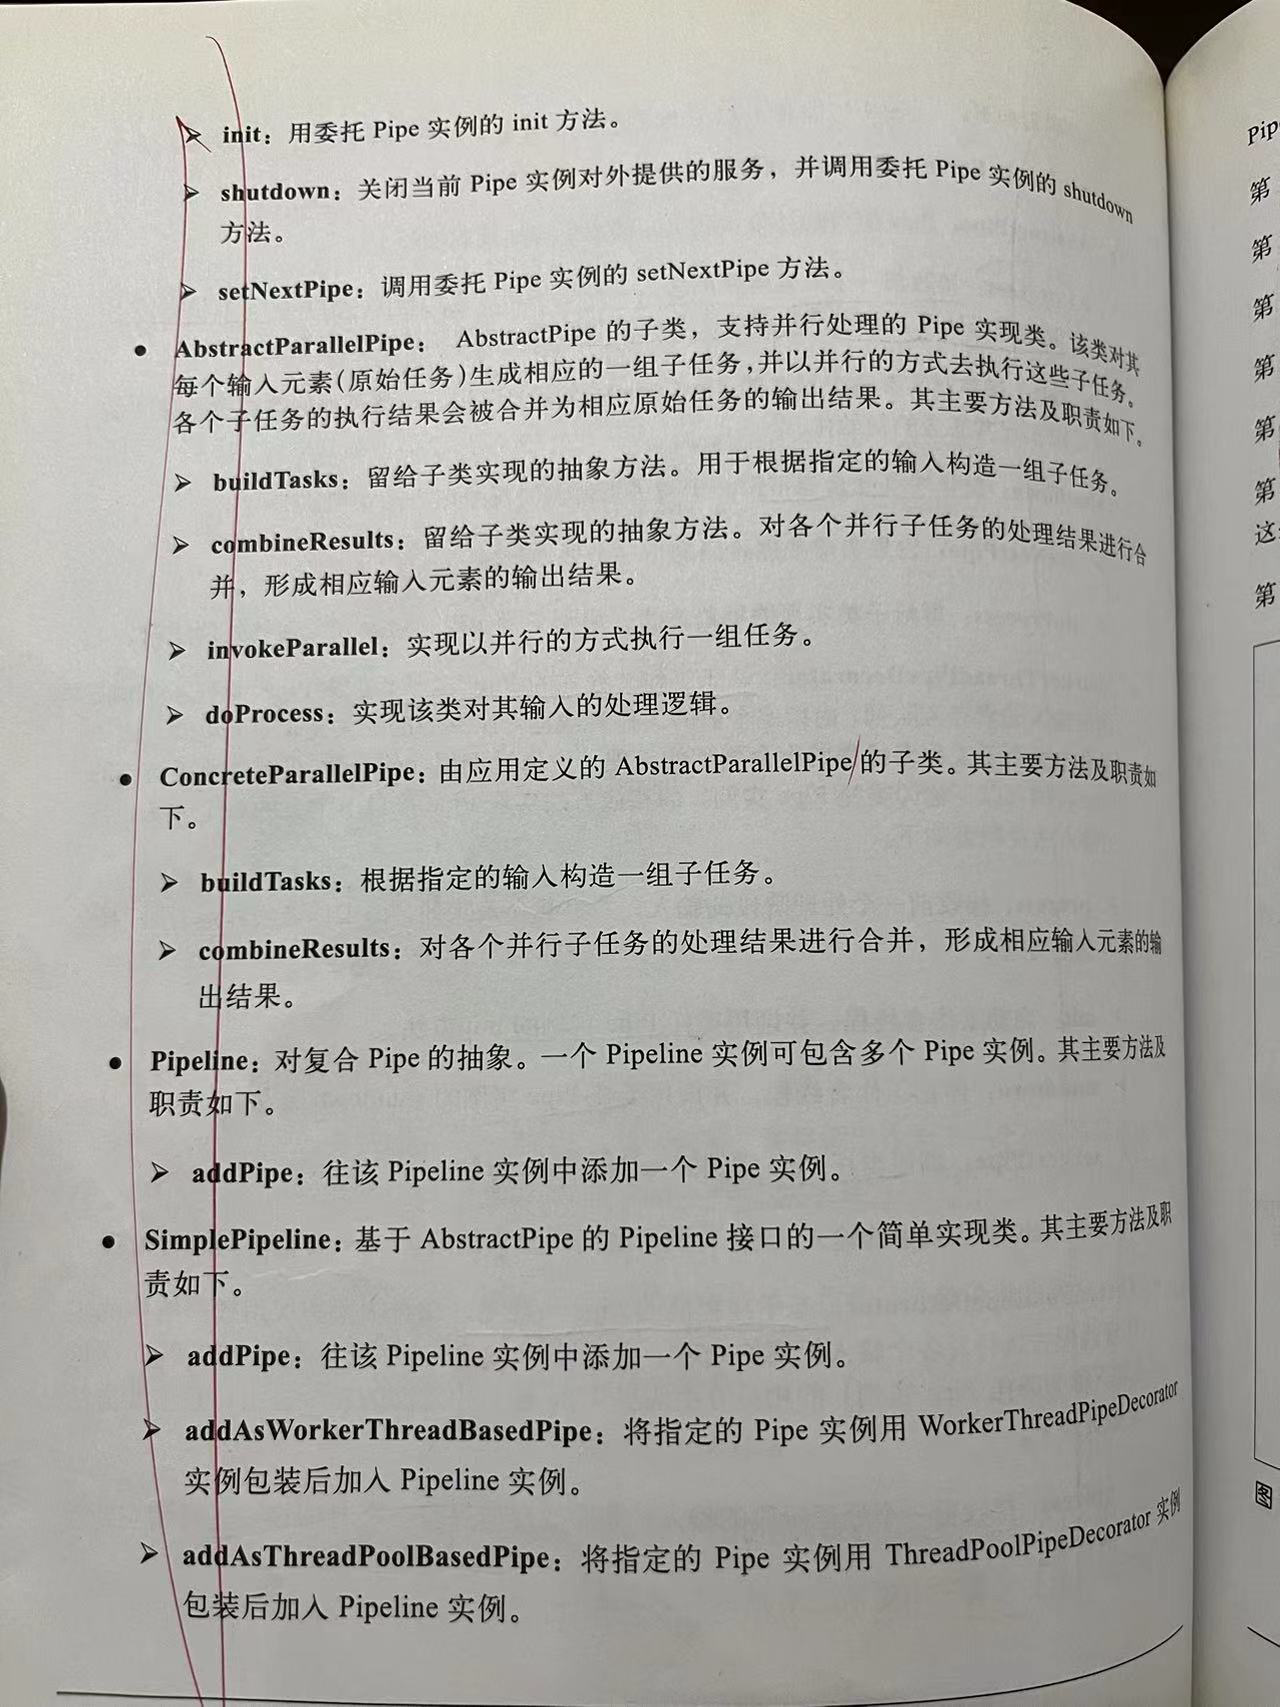 ➢ init：用委托 Pipe 实例的 init 方法。
➢ shutdown：关闭当前 Pipe 实例对外提供的服务，并调用委托 Pipe 实例的 shutdown
方法。
➢ setNextPipe：调用委托 Pipe 实例的 setNextPipe 方法。
● AbstractParallelPipe： AbstractPipe 的子类，支持并行处理的 Pipe 实现类。该类对其
每个输入元素(原始任务)生成相应的一组子任务,并以并行的方式去执行这些子任务。
各个子任务的执行结果会被合并为相应原始任务的输出结果。其主要方法及职责如下。
➢ buildTasks：留给子类实现的抽象方法。用于根据指定的输入构造一组子任务。
➢ combineResults：留给子类实现的抽象方法。对各个并行子任务的处理结果进行合
并，形成相应输入元素的输出结果。
➢ invokeParallel：实现以并行的方式执行一组任务。
➢ doProcess：实现该类对其输入的处理逻辑。
● ConcreteParallelPipe：由应用定义的 AbstractParallelPipe 的子类。其主要方法及职责如
下。
➢ buildTasks：根据指定的输入构造一组子任务。
➢ combineResults：对各个并行子任务的处理结果进行合并，形成相应输入元素的输
出结果。
● Pipeline：对复合 Pipe 的抽象。一个 Pipeline 实例可包含多个 Pipe 实例。其主要方法及
职责如下。
➢ addPipe：往该 Pipeline 实例中添加一个 Pipe 实例。
● SimplePipeline：基于 AbstractPipe 的 Pipeline 接口的一个简单实现类。其主要方法及职
责如下。
➢ addPipe：往该 Pipeline 实例中添加一个 Pipe 实例。
➢ addAsWorkerThreadBasedPipe：将指定的 Pipe 实例用 WorkerThreadPipeDecorator
实例包装后加入 Pipeline 实例。
➢ addAsThreadPoolBasedPipe：将指定的 Pipe 实例用 ThreadPoolPipeDecorator 实例
包装后加入 Pipeline 实例。
第
第
第
第
第
第
这
第
图